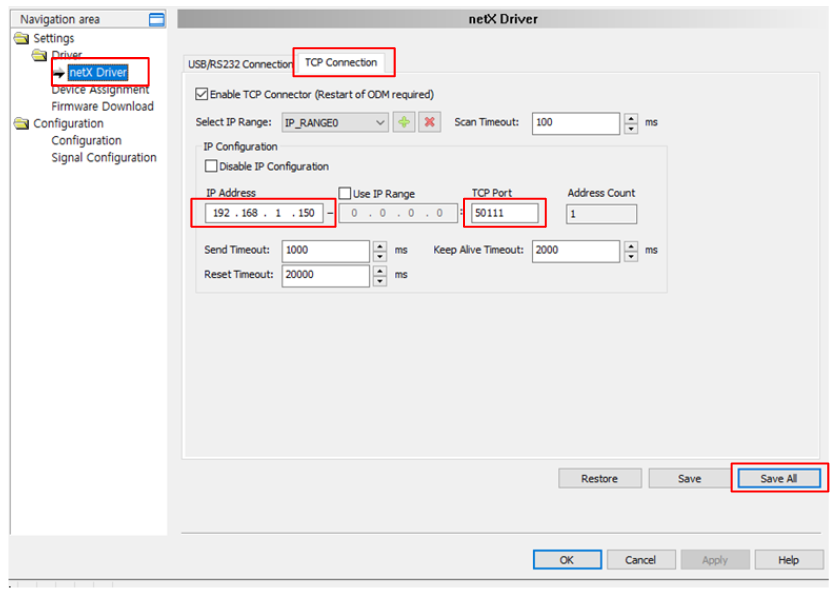 Navigation area
netX Driver
Settings
Driver
netX Driver
Device Assignment
Firmware Download
Configuration
Configuration
Signal Configuration
USB/RS232 Connection TCP Connection
Enable TCP Connector (Restart of ODM required)
Select IP Range: IP_RANGE0 Scan Timeout: 100 ms
IP Configuration
Disable IP Configuration
IP Address Use IP Range TCP Port Address Count
192 . 168 . 1 . 150 - 0 . 0 . 0 . 0 : 50111 1
Send Timeout: 1000 ms Keep Alive Timeout: 2000 ms
Reset Timeout: 20000 ms
Restore Save Save All
OK Cancel Apply Help